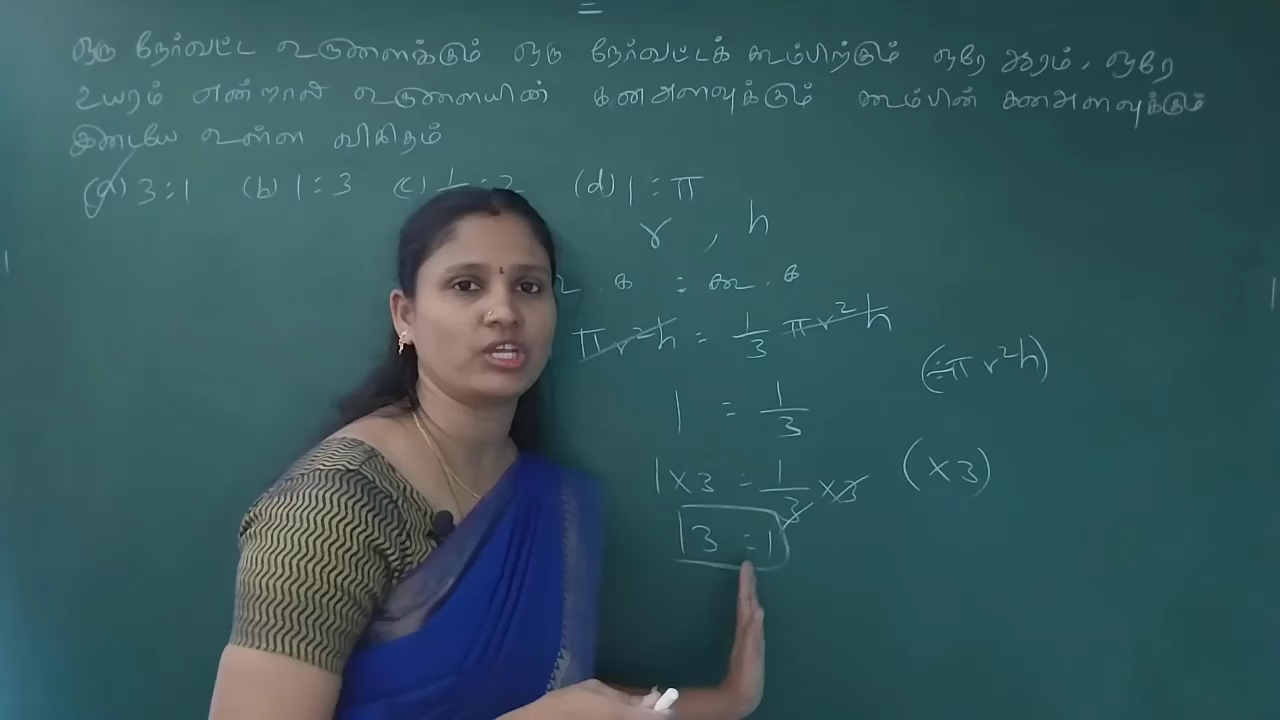 ஒரு நேர்வட்ட உருளைக்கும் ஒரு நேர்வட்டக் கூம்பிற்கும் ஒரே ஆரம், ஒரே
உயரம் என்றால் உருளையின் கனஅளவுக்கும் கூம்பின் கனஅளவுக்கும்
இடையே உள்ள விகிதம்
(a) 3:1 (b) 1:3 (c) (d) 1:π
r , h
உ.க : கூ.க
πr²h : 1/3 πr²h
(÷πr²h)
1 : 1/3
1×3 : 1/3 ×3 (×3)
3 : 1